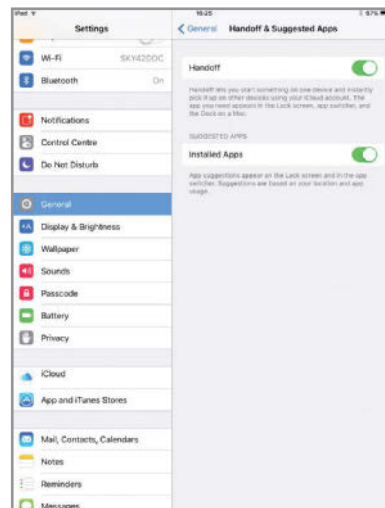 iPad
16:25
67%
Settings
General
Handoff & Suggested Apps
Wi-Fi
SKY42DDC
Bluetooth
On
Notifications
Control Centre
Do Not Disturb
General
Display & Brightness
Wallpaper
Sounds
Passcode
Battery
Privacy
iCloud
App and iTunes Stores
Mail, Contacts, Calendars
Notes
Reminders
Messages
Handoff
Handoff lets you start something on one device and instantly
pick it up on other devices using your iCloud account. The
app you need appears in the Lock screen, app switcher, and
the Dock on a Mac.
SUGGESTED APPS
Installed Apps
App suggestions appear on the Lock screen and in the app
switcher. Suggestions are based on your location and app
usage.